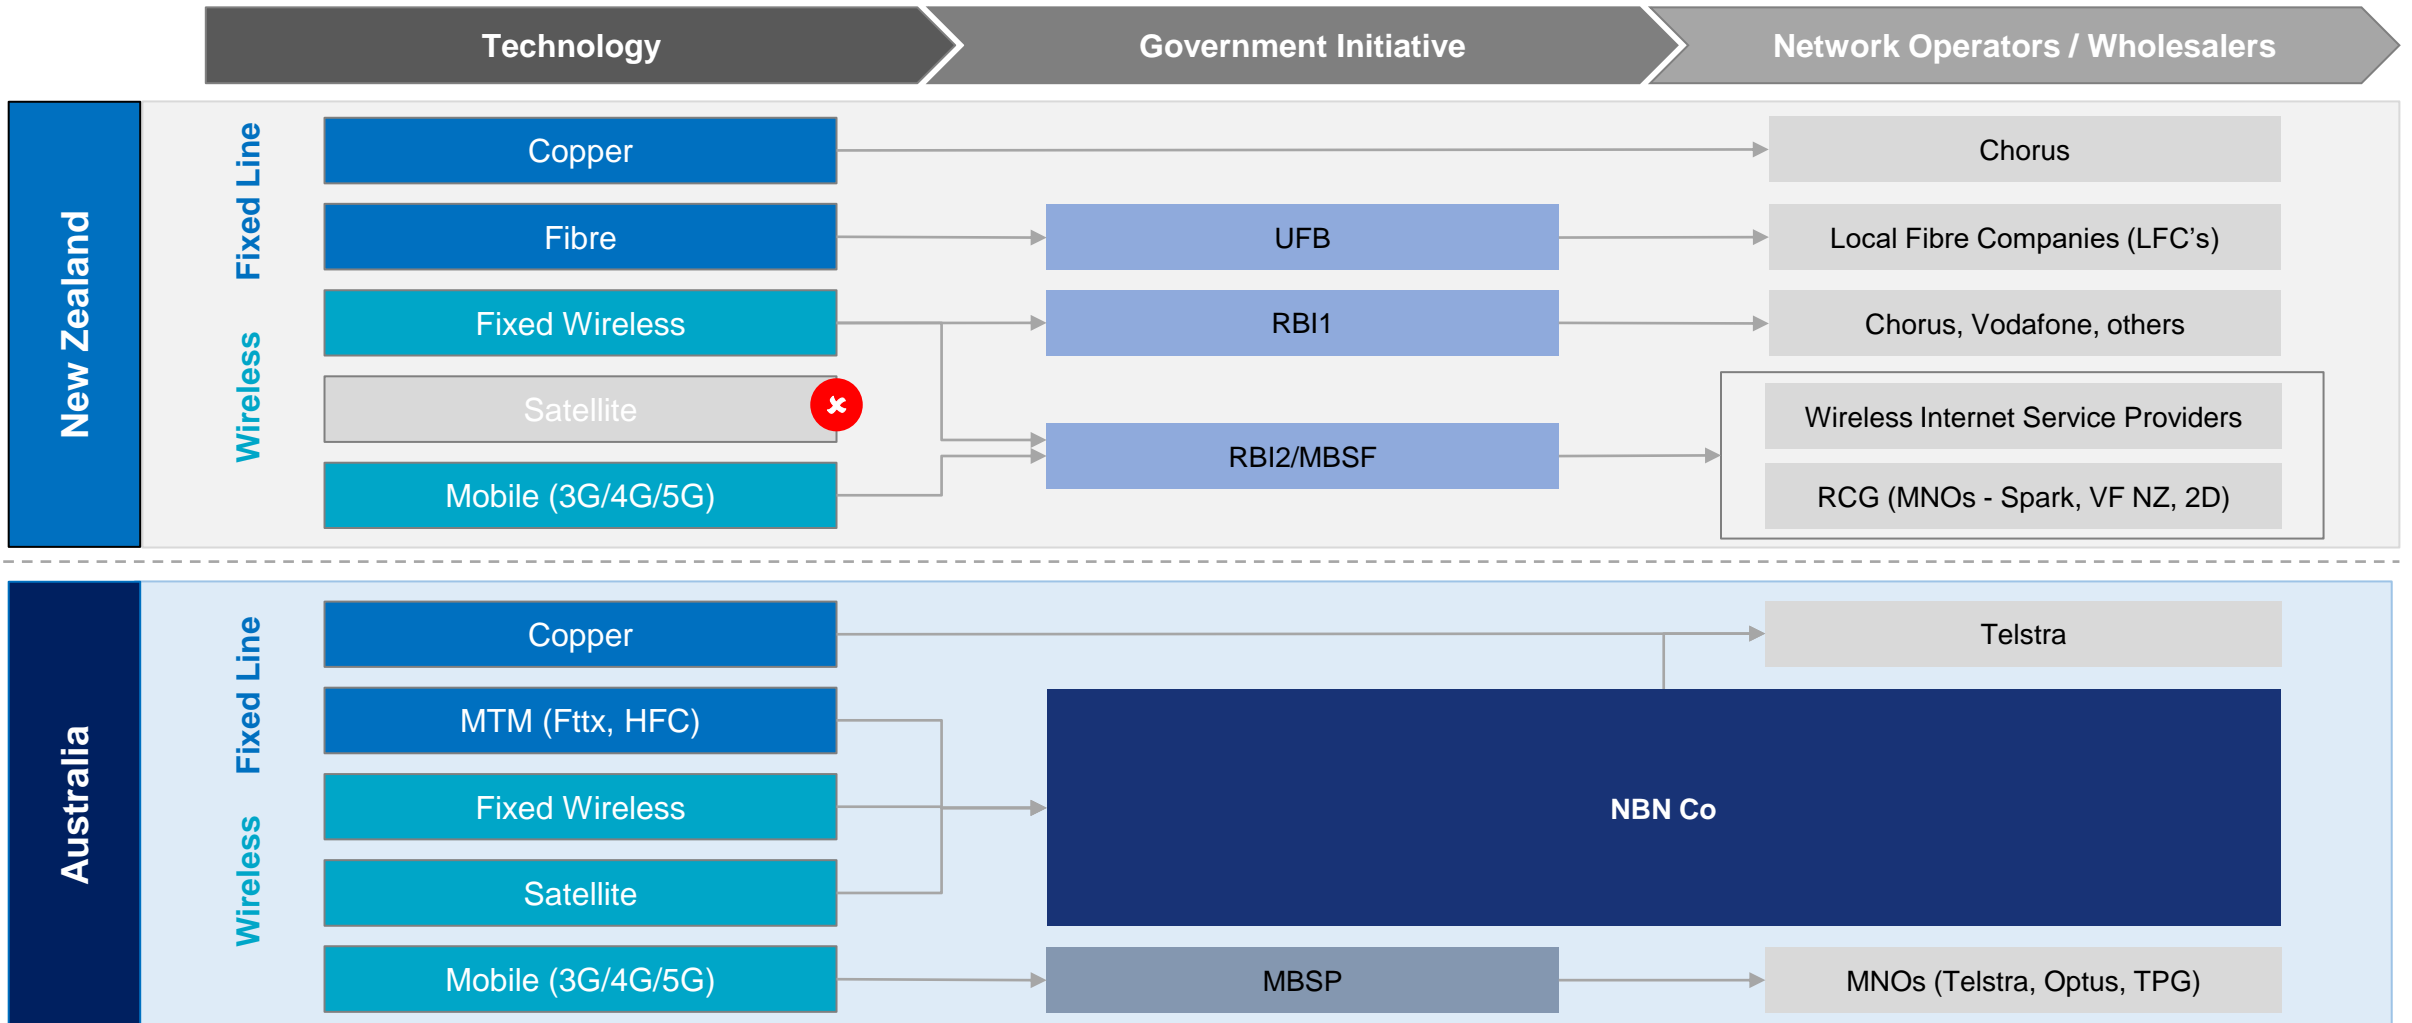 Technology
Government Initiative
Network Operators / Wholesalers
New Zealand
Fixed Line
Wireless
Copper
Chorus
Fibre
UFB
Local Fibre Companies (LFC’s)
Fixed Wireless
RBI1
Chorus, Vodafone, others
Satellite
Wireless Internet Service Providers
RBI2/MBSF
Mobile (3G/4G/5G)
RCG (MNOs - Spark, VF NZ, 2D)
Australia
Fixed Line
Wireless
Copper
Telstra
MTM (Fttx, HFC)
Fixed Wireless
NBN Co
Satellite
Mobile (3G/4G/5G)
MBSP
MNOs (Telstra, Optus, TPG)